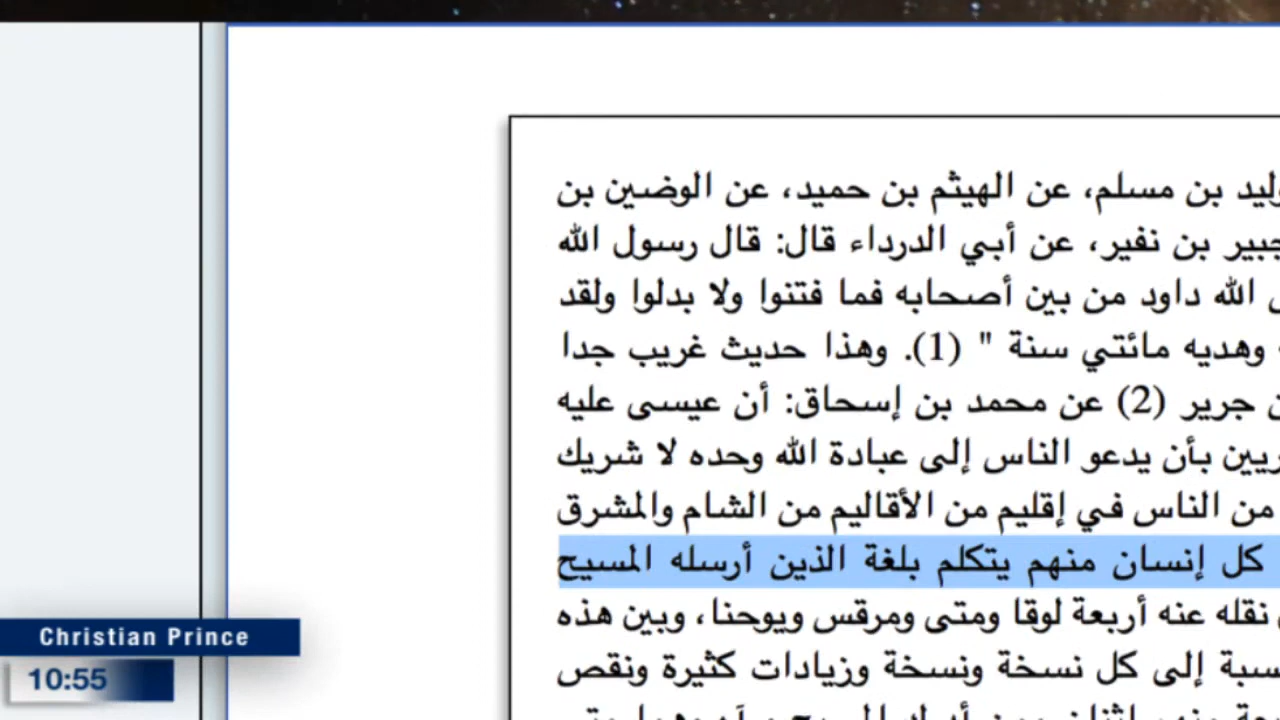 بن مسلم، عن الهيثم بن حميد، عن الوضين بن
جبير بن نفير، عن أبي الدرداء قال: قال رسول الله
الله داود من بين أصحابه فما فتنوا ولا بدلوا ولقد
وهديه مائتي سنة " (1). وهذا حديث غريب جدا
جرير (2) عن محمد بن إسحاق: أن عيسى عليه
بأن يدعو الناس إلى عبادة الله وحده لا شريك
من الناس في إقليم من الأقاليم من الشام والمشرق
كل إنسان منهم يتكلم بلغة الذين أرسله المسيح
نقله عنه أربعة لوقا ومتى ومرقس ويوحنا، وبين هذه
إلى كل نسخة ونسخة وزيادات كثيرة ونقص
Christian Prince
10:55